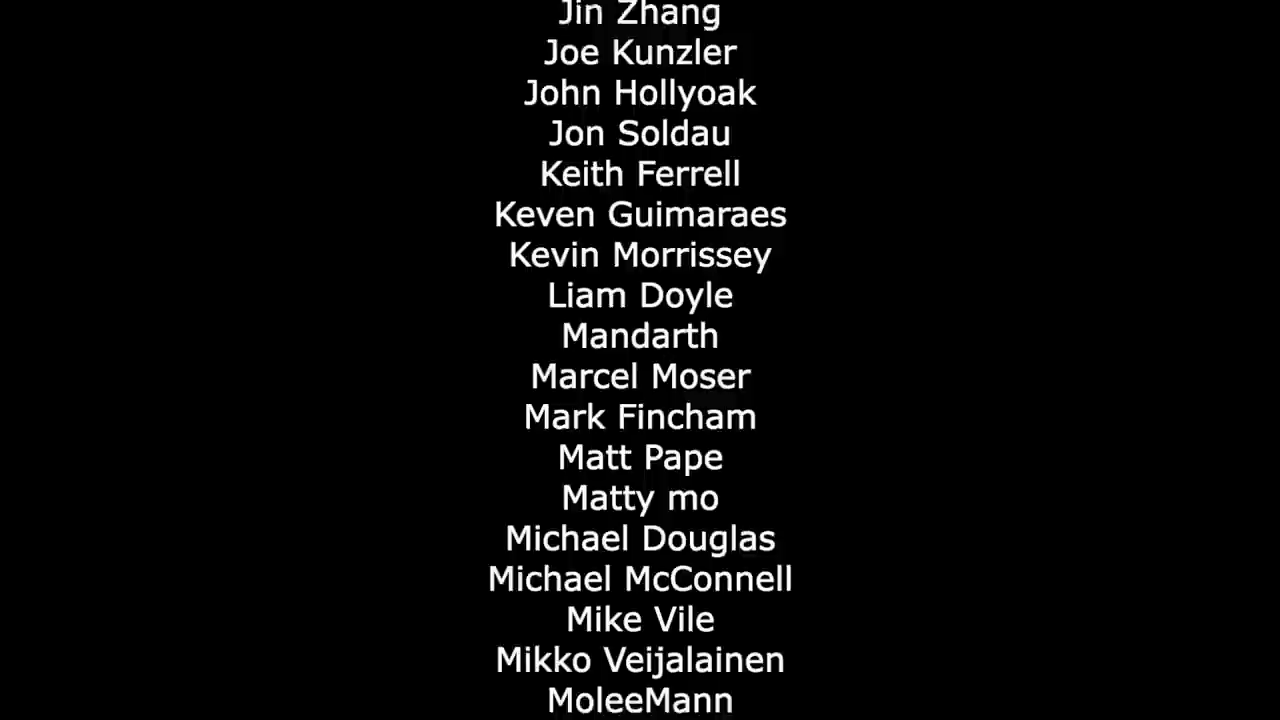 Jin Zhang
Joe Kunzler
John Hollyoak
Jon Soldau
Keith Ferrell
Keven Guimaraes
Kevin Morrissey
Liam Doyle
Mandarth
Marcel Moser
Mark Fincham
Matt Pape
Matty mo
Michael Douglas
Michael McConnell
Mike Vile
Mikko Veijalainen
MoleeMann